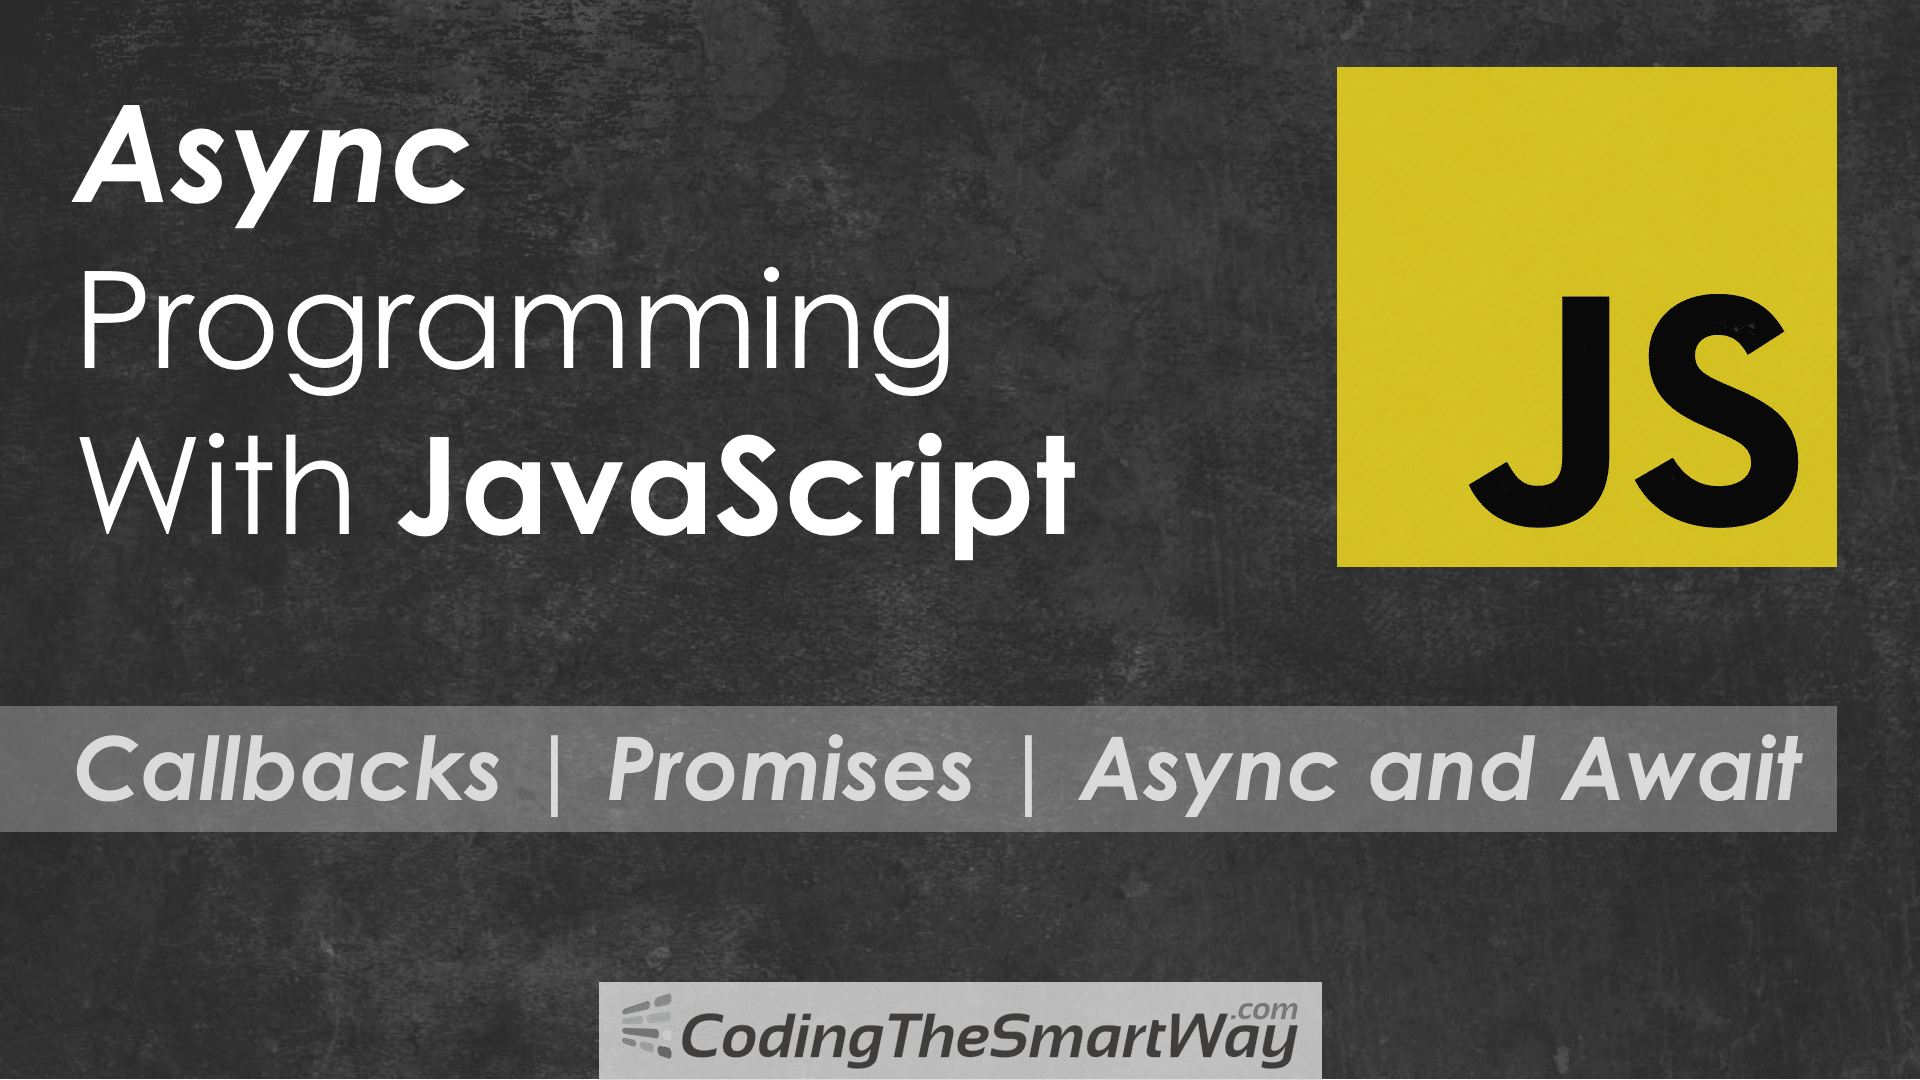 Async
Programming
With JavaScript
JS
Callbacks | Promises | Async and Await
CodingTheSmartWay.com